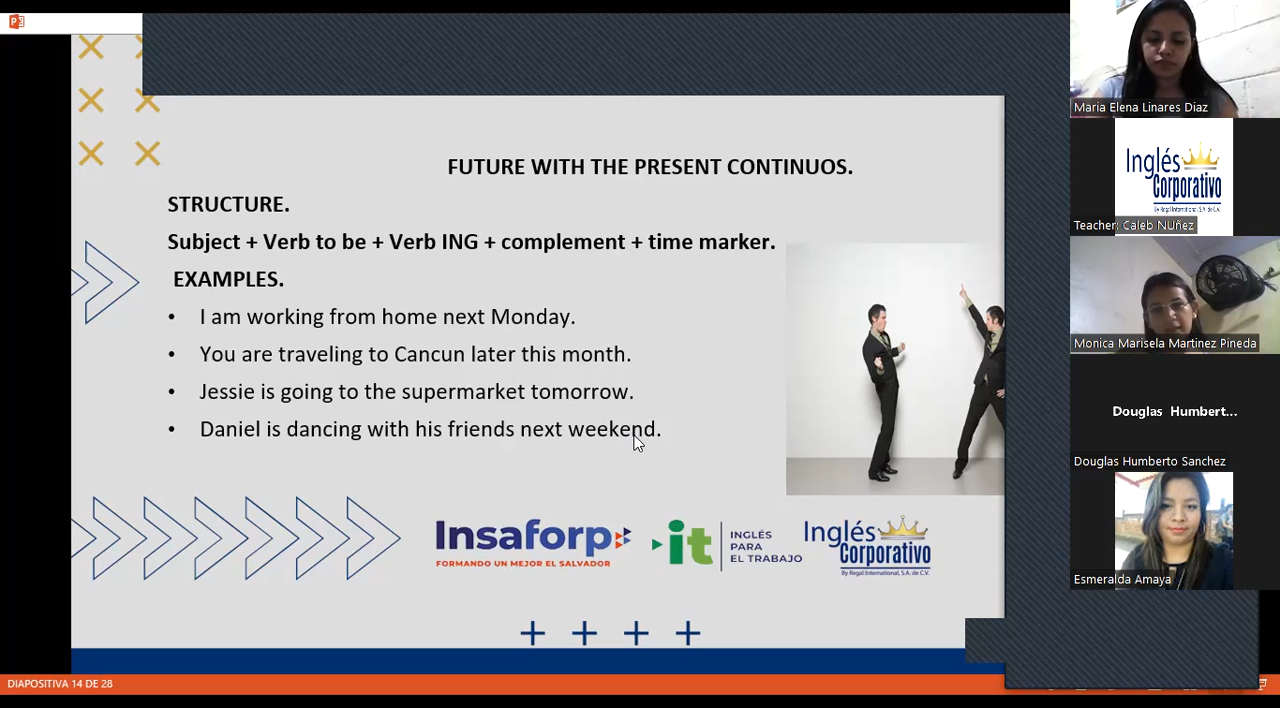 FUTURE WITH THE PRESENT CONTINUOS.
STRUCTURE.
Subject + Verb to be + Verb ING + complement + time marker.
EXAMPLES.
• I am working from home next Monday.
• You are traveling to Cancun later this month.
• Jessie is going to the supermarket tomorrow.
• Daniel is dancing with his friends next weekend.
Insaforp
FORMANDO UN MEJOR EL SALVADOR
it
INGLÉS
PARA
EL TRABAJO
Inglés
Corporativo
By Regal International, S.A. de C.V.
DIAPOSITIVA 14 DE 28
Maria Elena Linares Diaz
Inglés
Corporativo
By Regal International, S.A. de C.V.
Teacher: Caleb NUñez
Monica Marisela Martinez Pineda
Douglas Humbert...
Douglas Humberto Sanchez
Esmeralda Amaya